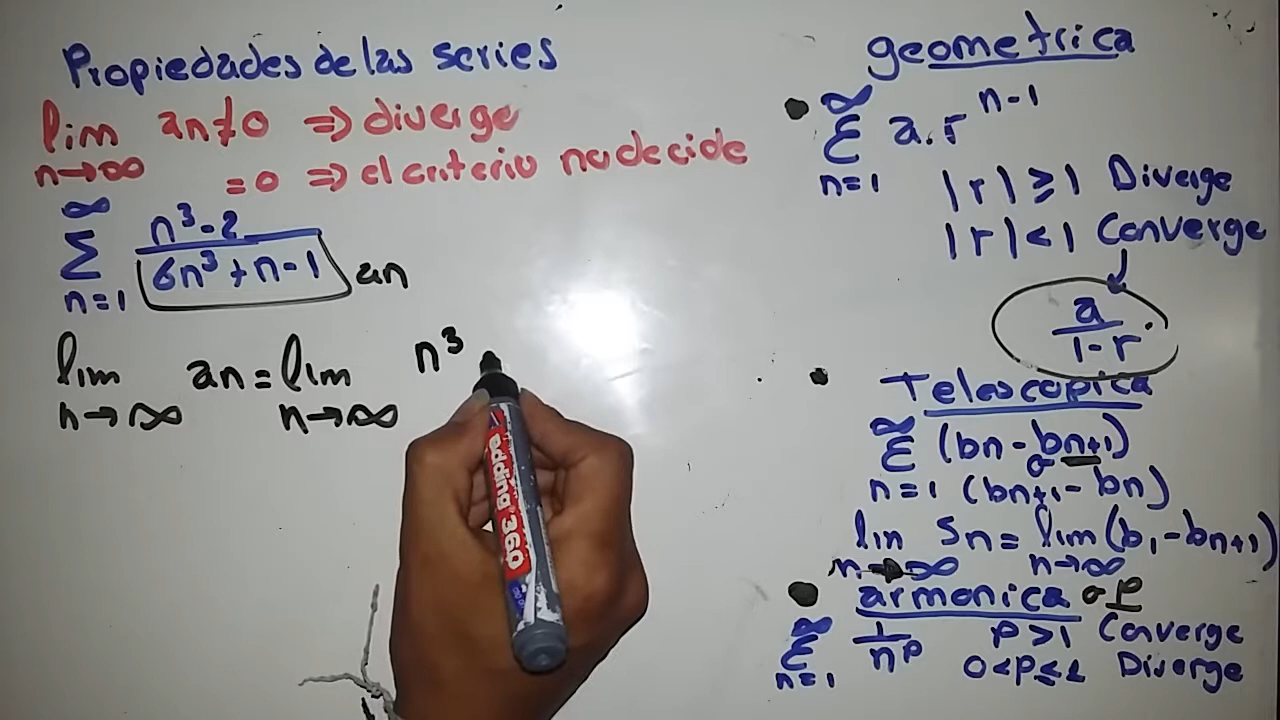 Propiedades de las series
lim an≠0 => diverge
n→∞ =0 => el criterio no decide
∞
Σ n³-2
n=1 6n³+n-1 an
lim an = lim n³
n→∞ n→∞
edding 360
geometrica
∞
Σ a.r^(n-1)
n=1
|r| ≥ 1 Diverge
|r| < 1 Converge
a
1-r
Telescopica
∞
Σ (bn - bn+1)
o
n=1 (bn+1 - bn)
lim Sn = lim (b1 - bn+1)
n→∞ n→∞
armonica o P
∞
Σ 1 p>1 Converge
n=1 n^p 0<p≤1 Diverge